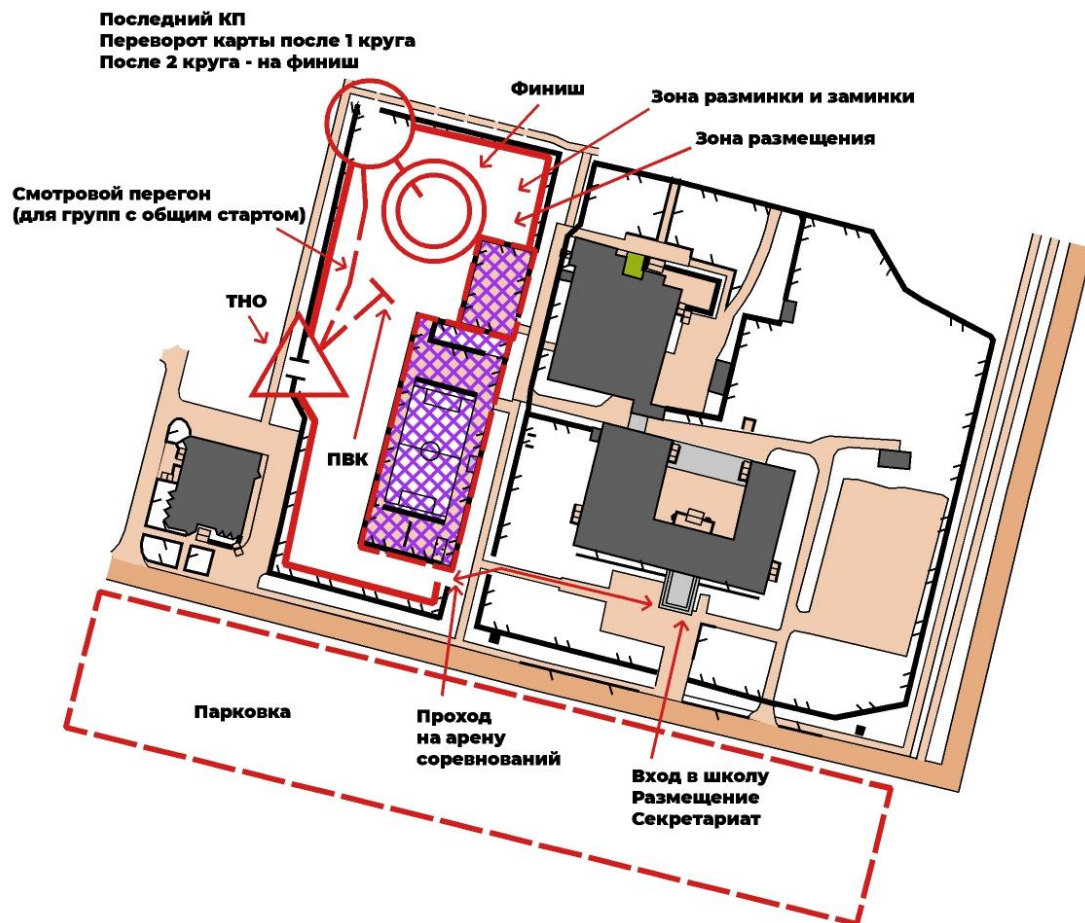 Последний КП
Переворот карты после 1 круга
После 2 круга - на финиш
Финиш
Зона разминки и заминки
Зона размещения
Смотровой перегон
(для групп с общим стартом)
ТНО
ПВК
Парковка
Проход
на арену
соревнований
Вход в школу
Размещение
Секретариат